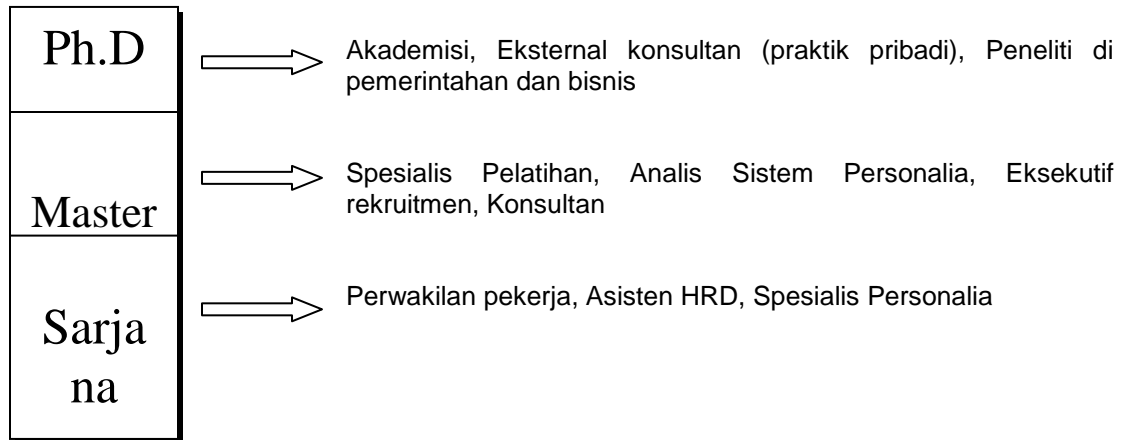 Ph.D
Akademisi, Eksternal konsultan (praktik pribadi), Peneliti di
pemerintahan dan bisnis
Master
Spesialis Pelatihan, Analis Sistem Personalia, Eksekutif
rekruitmen, Konsultan
Sarja
na
Perwakilan pekerja, Asisten HRD, Spesialis Personalia